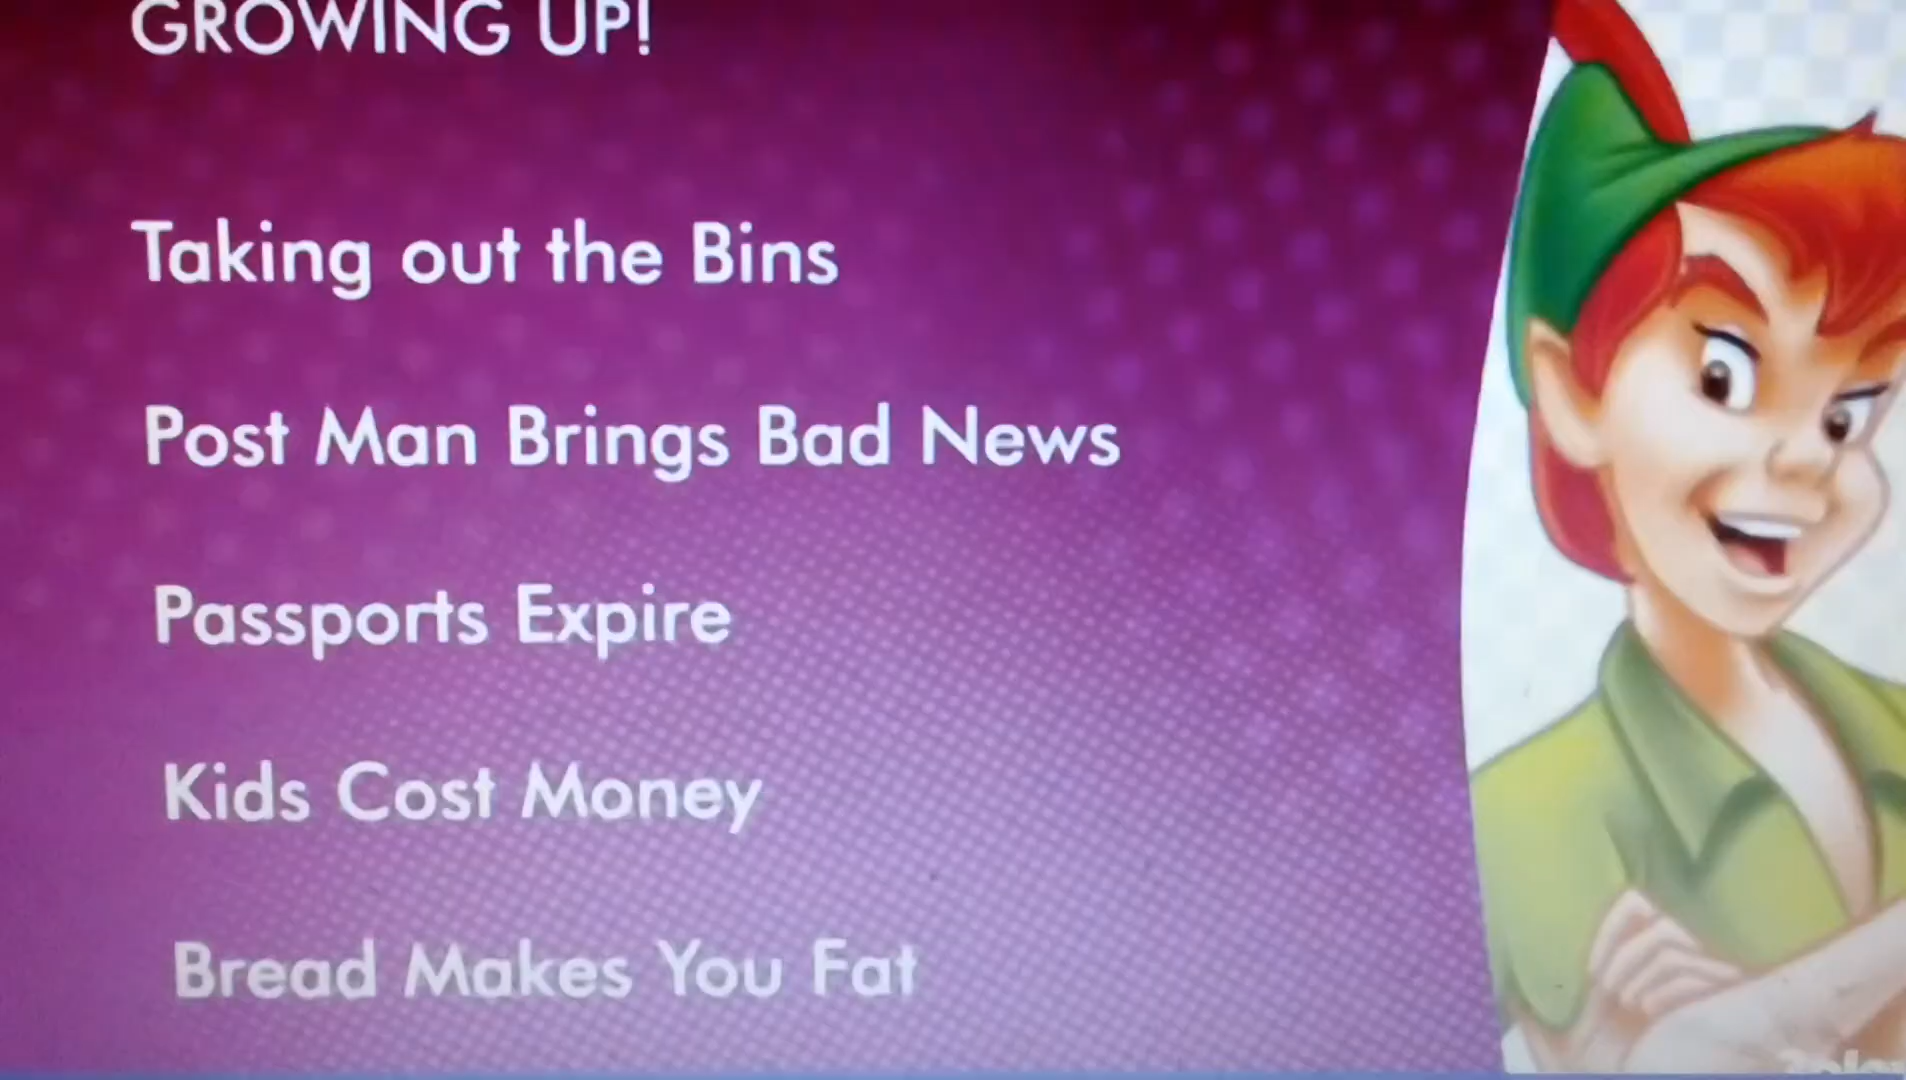 GROWING UP!
Taking out the Bins
Post Man Brings Bad News
Passports Expire
Kids Cost Money
Bread Makes You Fat